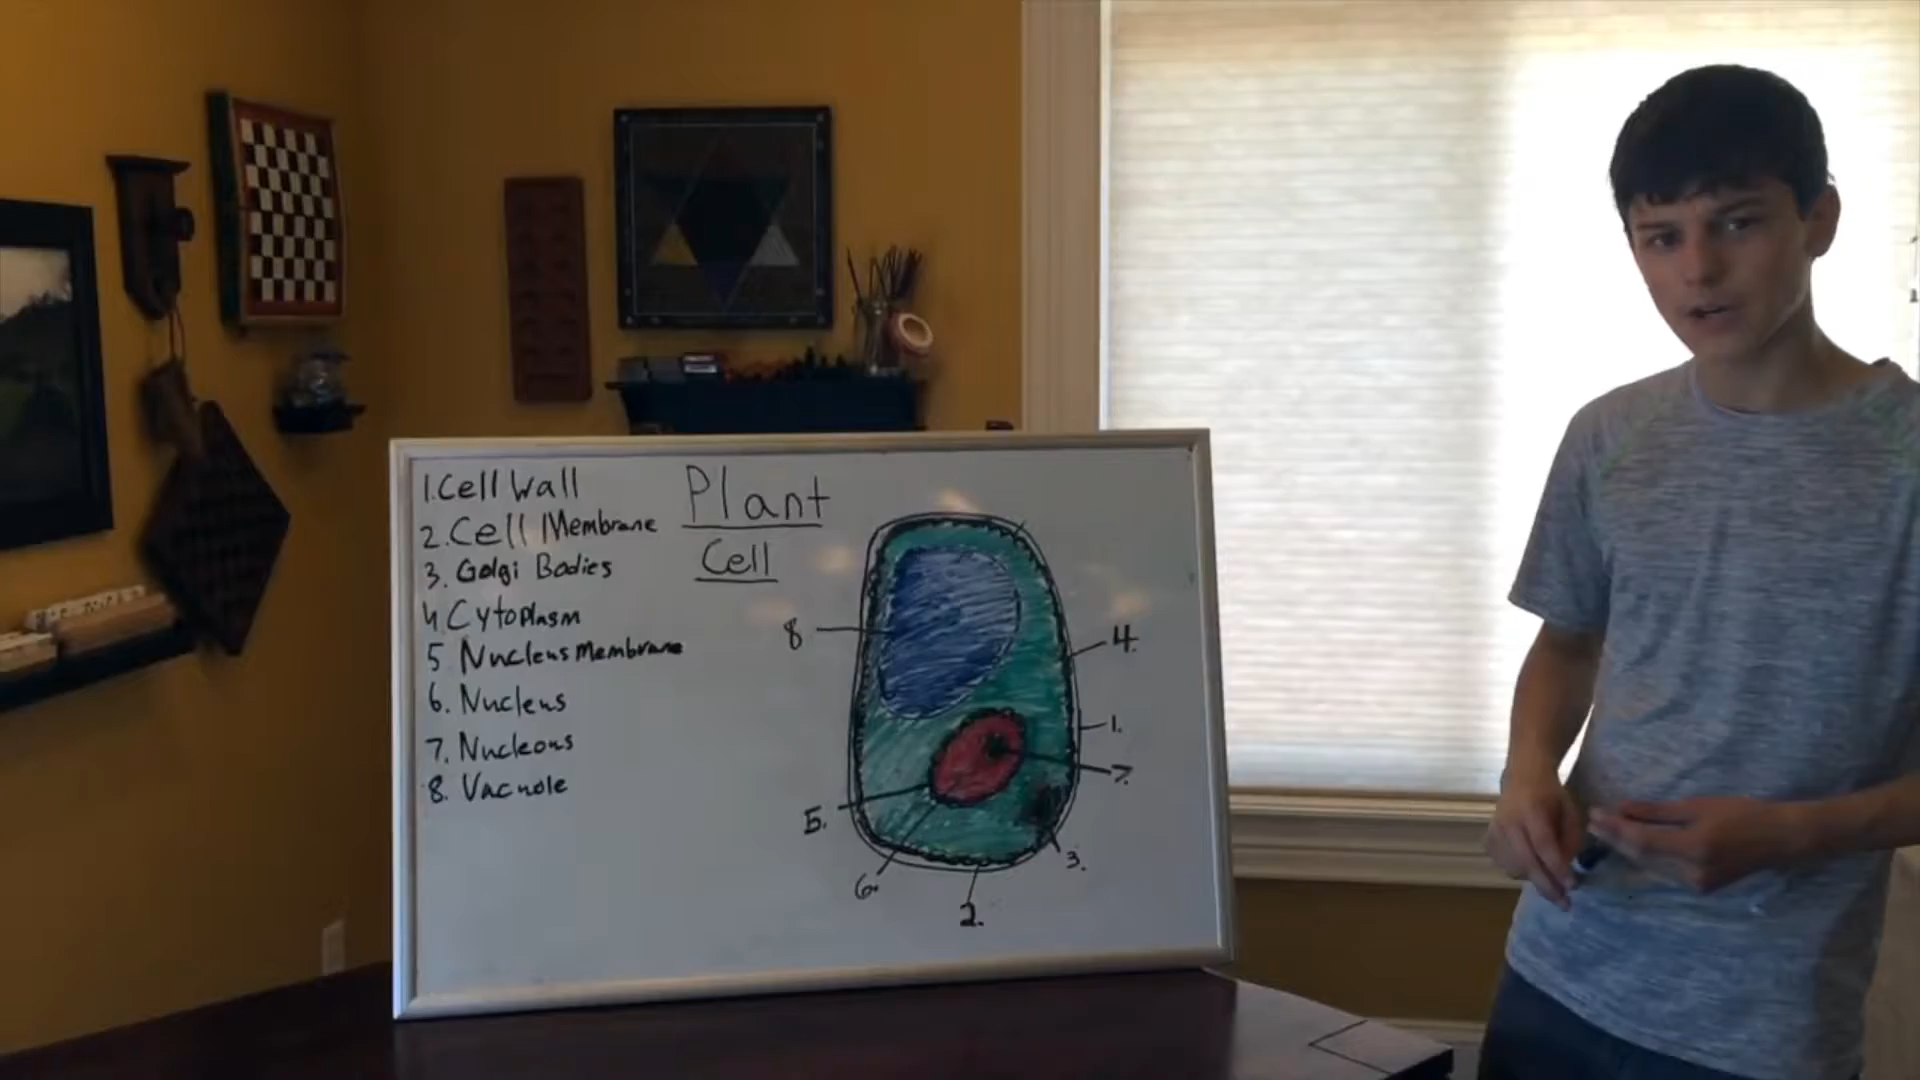 1. Cell Wall
2. Cell Membrane
3. Golgi Bodies
4. Cytoplasm
5 Nucleus Membrane
6. Nucleus
7. Nucleous
8. Vacuole
Plant
Cell
8
4.
1.
7.
5.
3.
6.
2.